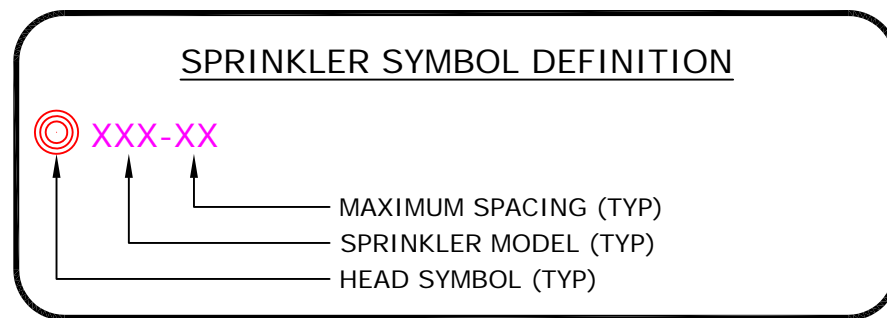 SPRINKLER SYMBOL DEFINITION
XXX-XX
MAXIMUM SPACING (TYP)
SPRINKLER MODEL (TYP)
HEAD SYMBOL (TYP)